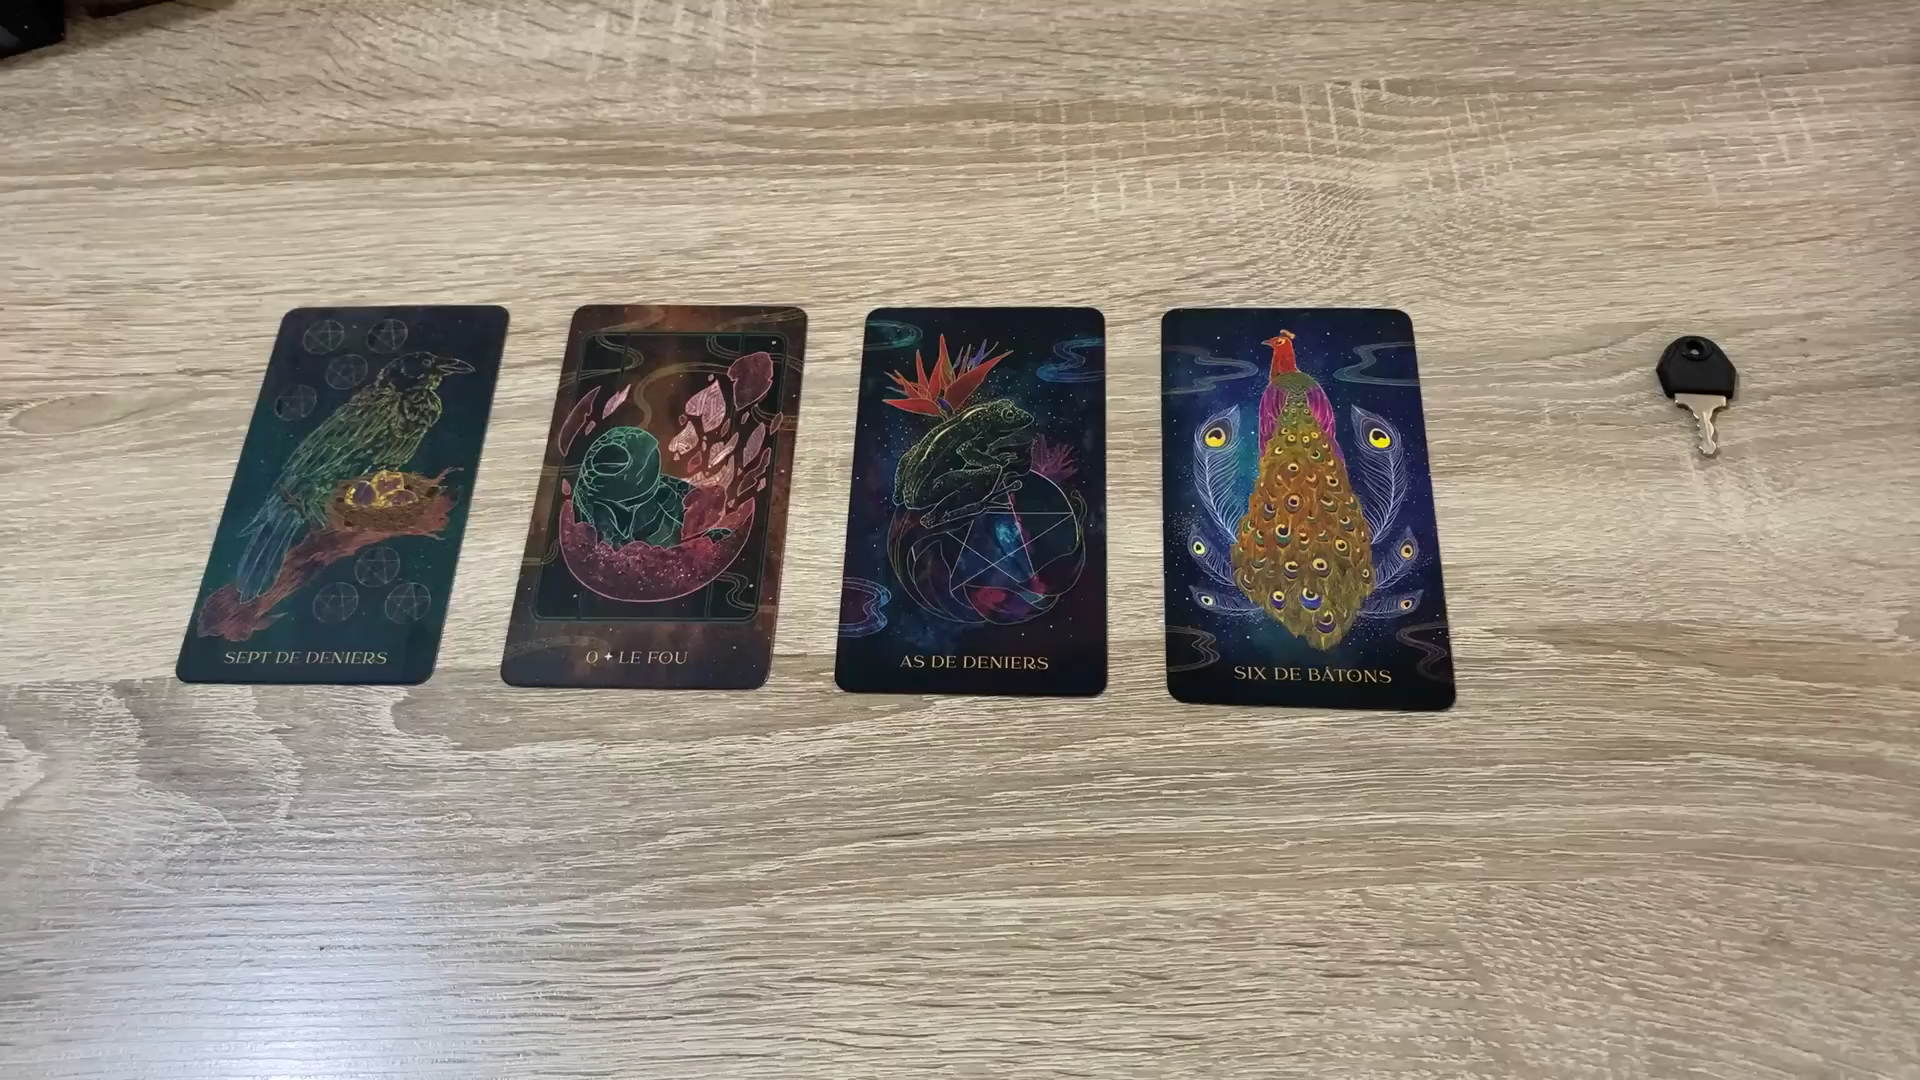 SEPT DE DENIERS
0 ✦ LE FOU
AS DE DENIERS
SIX DE BÂTONS